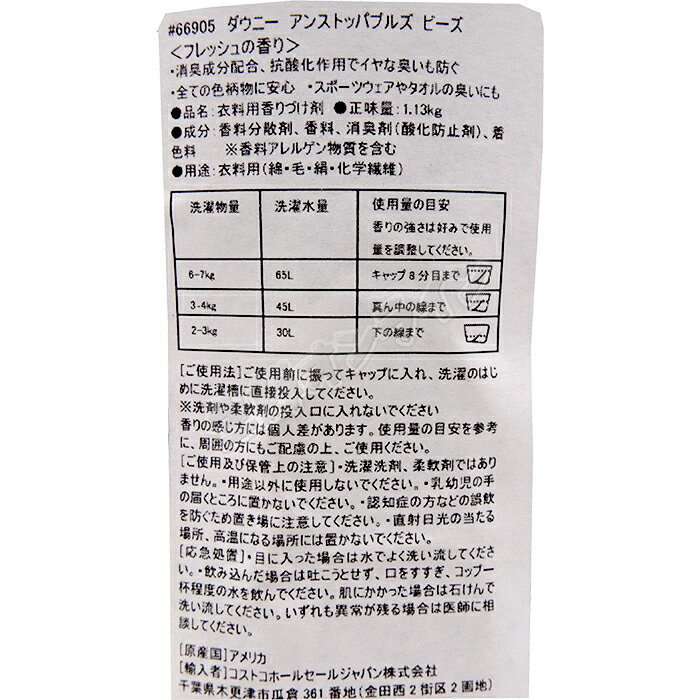 #66905 ダウニー アンストッパブルズ ビーズ
<フレッシュの香り>
・消臭成分配合、抗酸化作用でイヤな臭いも防ぐ
・全ての色柄物に安心 ・スポーツウェアやタオルの臭いにも
●品名:衣料用香りづけ剤 ●正味量:1.13kg
●成分:香料分散剤、香料、消臭剤(酸化防止剤)、着
色料 ※香料アレルゲン物質を含む
●用途:衣料用(綿・毛・絹・化学繊維)
洗濯物量 洗濯水量 使用量の目安
香りの強さは好みで使用
量を調整してください。
6-7kg 65L キャップ8分目まで
3-4kg 45L 真ん中の線まで
2-3kg 30L 下の線まで
[ご使用法]ご使用前に振ってキャップに入れ、洗濯のはじ
めに洗濯槽に直接投入してください。
※洗剤や柔軟剤の投入口に入れないでください
香りの感じ方には個人差があります。使用量の目安を参考
に、周囲の方にもご配慮の上、ご使用ください。
[ご使用及び保管上の注意]・洗濯洗剤、柔軟剤ではあり
ません。・用途以外に使用しないでください。・乳幼児の手
の届くところに置かないでください。・認知症の方などの誤飲
を防ぐため置き場に注意してください。・直射日光の当たる
場所、高温になる場所には置かないでください。
[応急処置]・目に入った場合は水でよく洗い流してくださ
い。・飲み込んだ場合は吐こうとせず、口をすすぎ、コップ一
杯程度の水を飲んでください。肌にかかった場合は石けんで
洗い流してください。いずれも異常が残る場合は医師に相
談してください。
[原産国]アメリカ
[輸入者]コストコホールセールジャパン株式会社
千葉県木更津市瓜倉 361 番地(金田西2街区2画地)